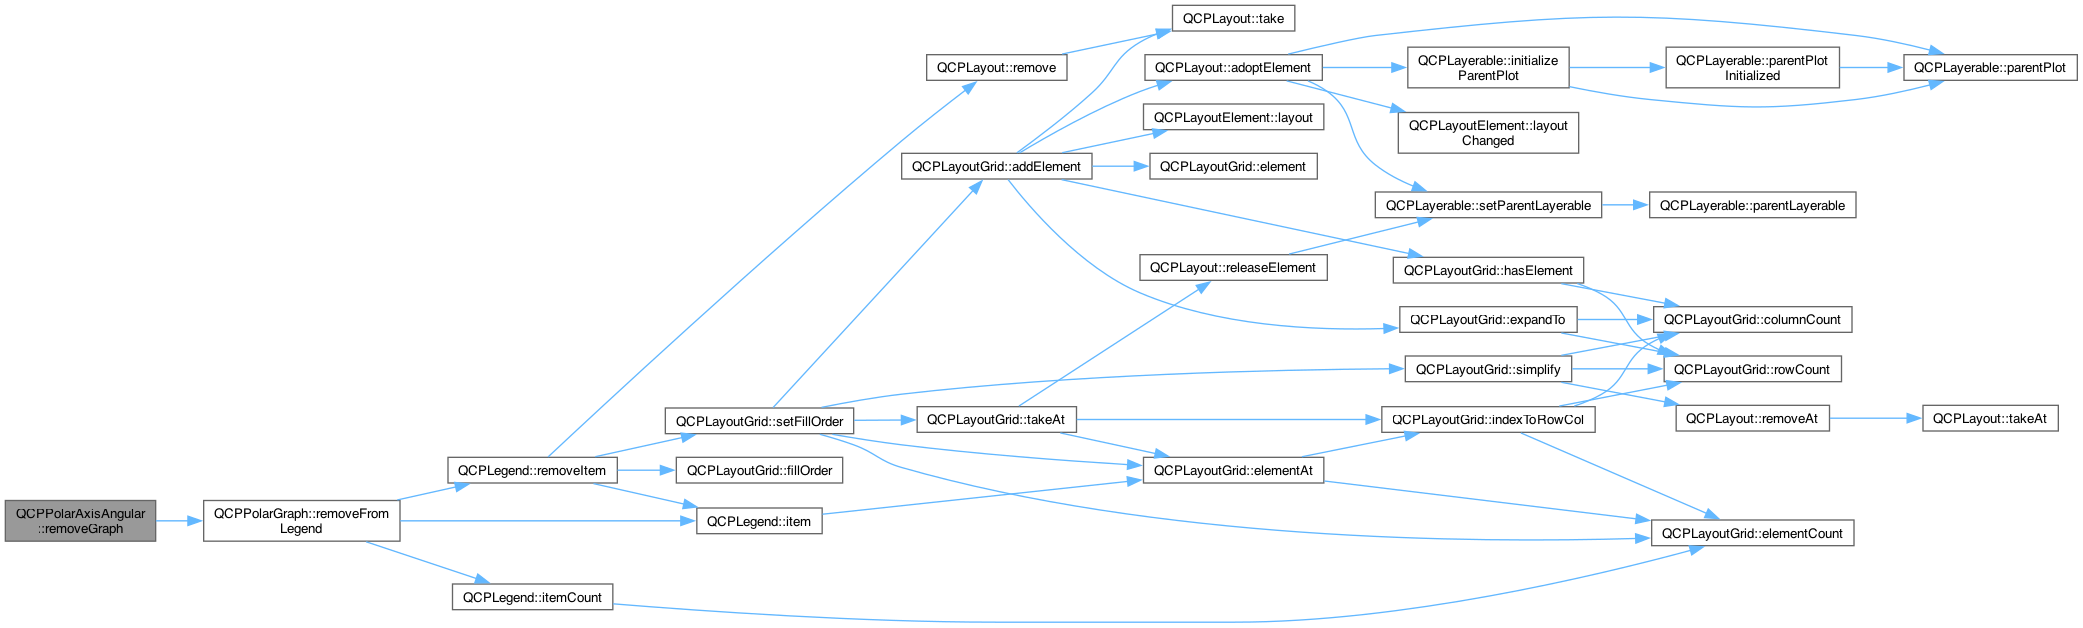 QCPPolarAxisAngular
::removeGraph
QCPPolarGraph::removeFrom
Legend
QCPLegend::removeItem
QCPLegend::item
QCPLegend::itemCount
QCPLayout::remove
QCPLayoutGrid::setFillOrder
QCPLayoutGrid::fillOrder
QCPLayout::take
QCPLayoutGrid::addElement
QCPLayout::adoptElement
QCPLayoutElement::layout
QCPLayoutGrid::element
QCPLayout::releaseElement
QCPLayoutGrid::takeAt
QCPLayoutGrid::elementAt
QCPLayerable::initialize
ParentPlot
QCPLayoutElement::layout
Changed
QCPLayerable::setParentLayerable
QCPLayoutGrid::hasElement
QCPLayoutGrid::expandTo
QCPLayoutGrid::simplify
QCPLayoutGrid::indexToRowCol
QCPLayerable::parentPlot
Initialized
QCPLayerable::parentLayerable
QCPLayoutGrid::columnCount
QCPLayoutGrid::rowCount
QCPLayout::removeAt
QCPLayoutGrid::elementCount
QCPLayerable::parentPlot
QCPLayout::takeAt